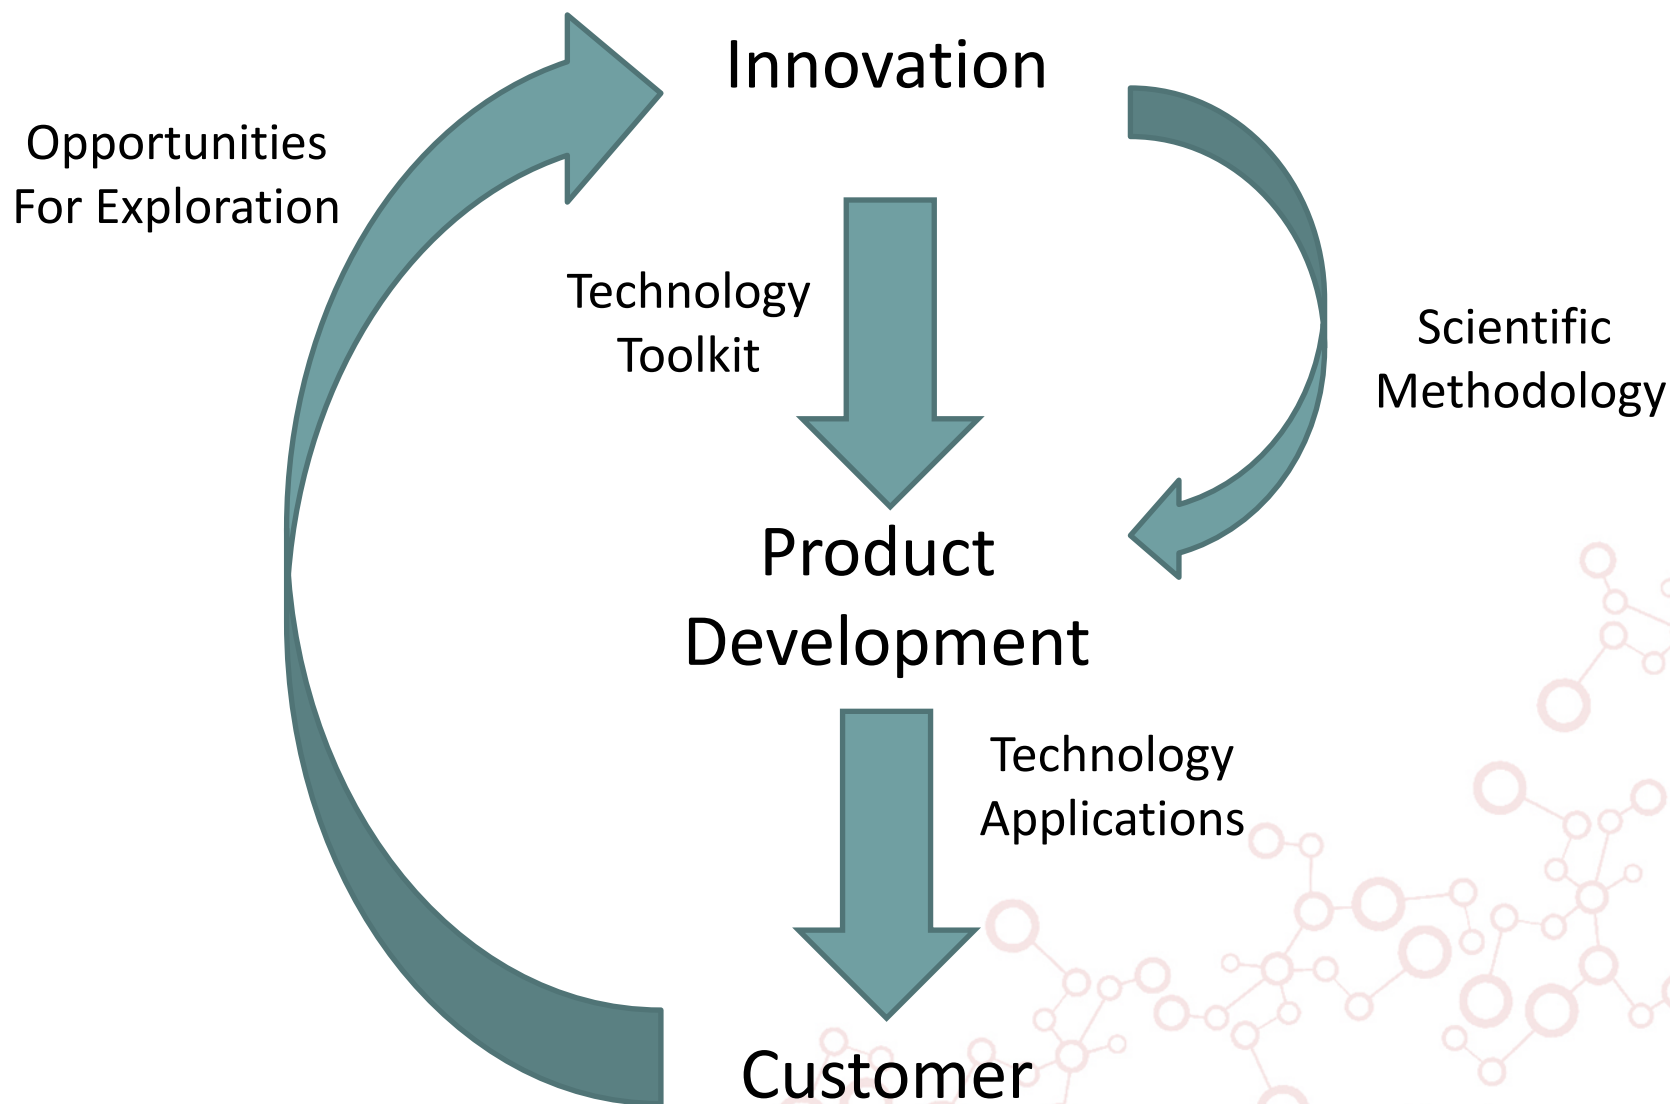 Innovation
Opportunities
For Exploration
Technology
Toolkit
Scientific
Methodology
Product
Development
Technology
Applications
Customer